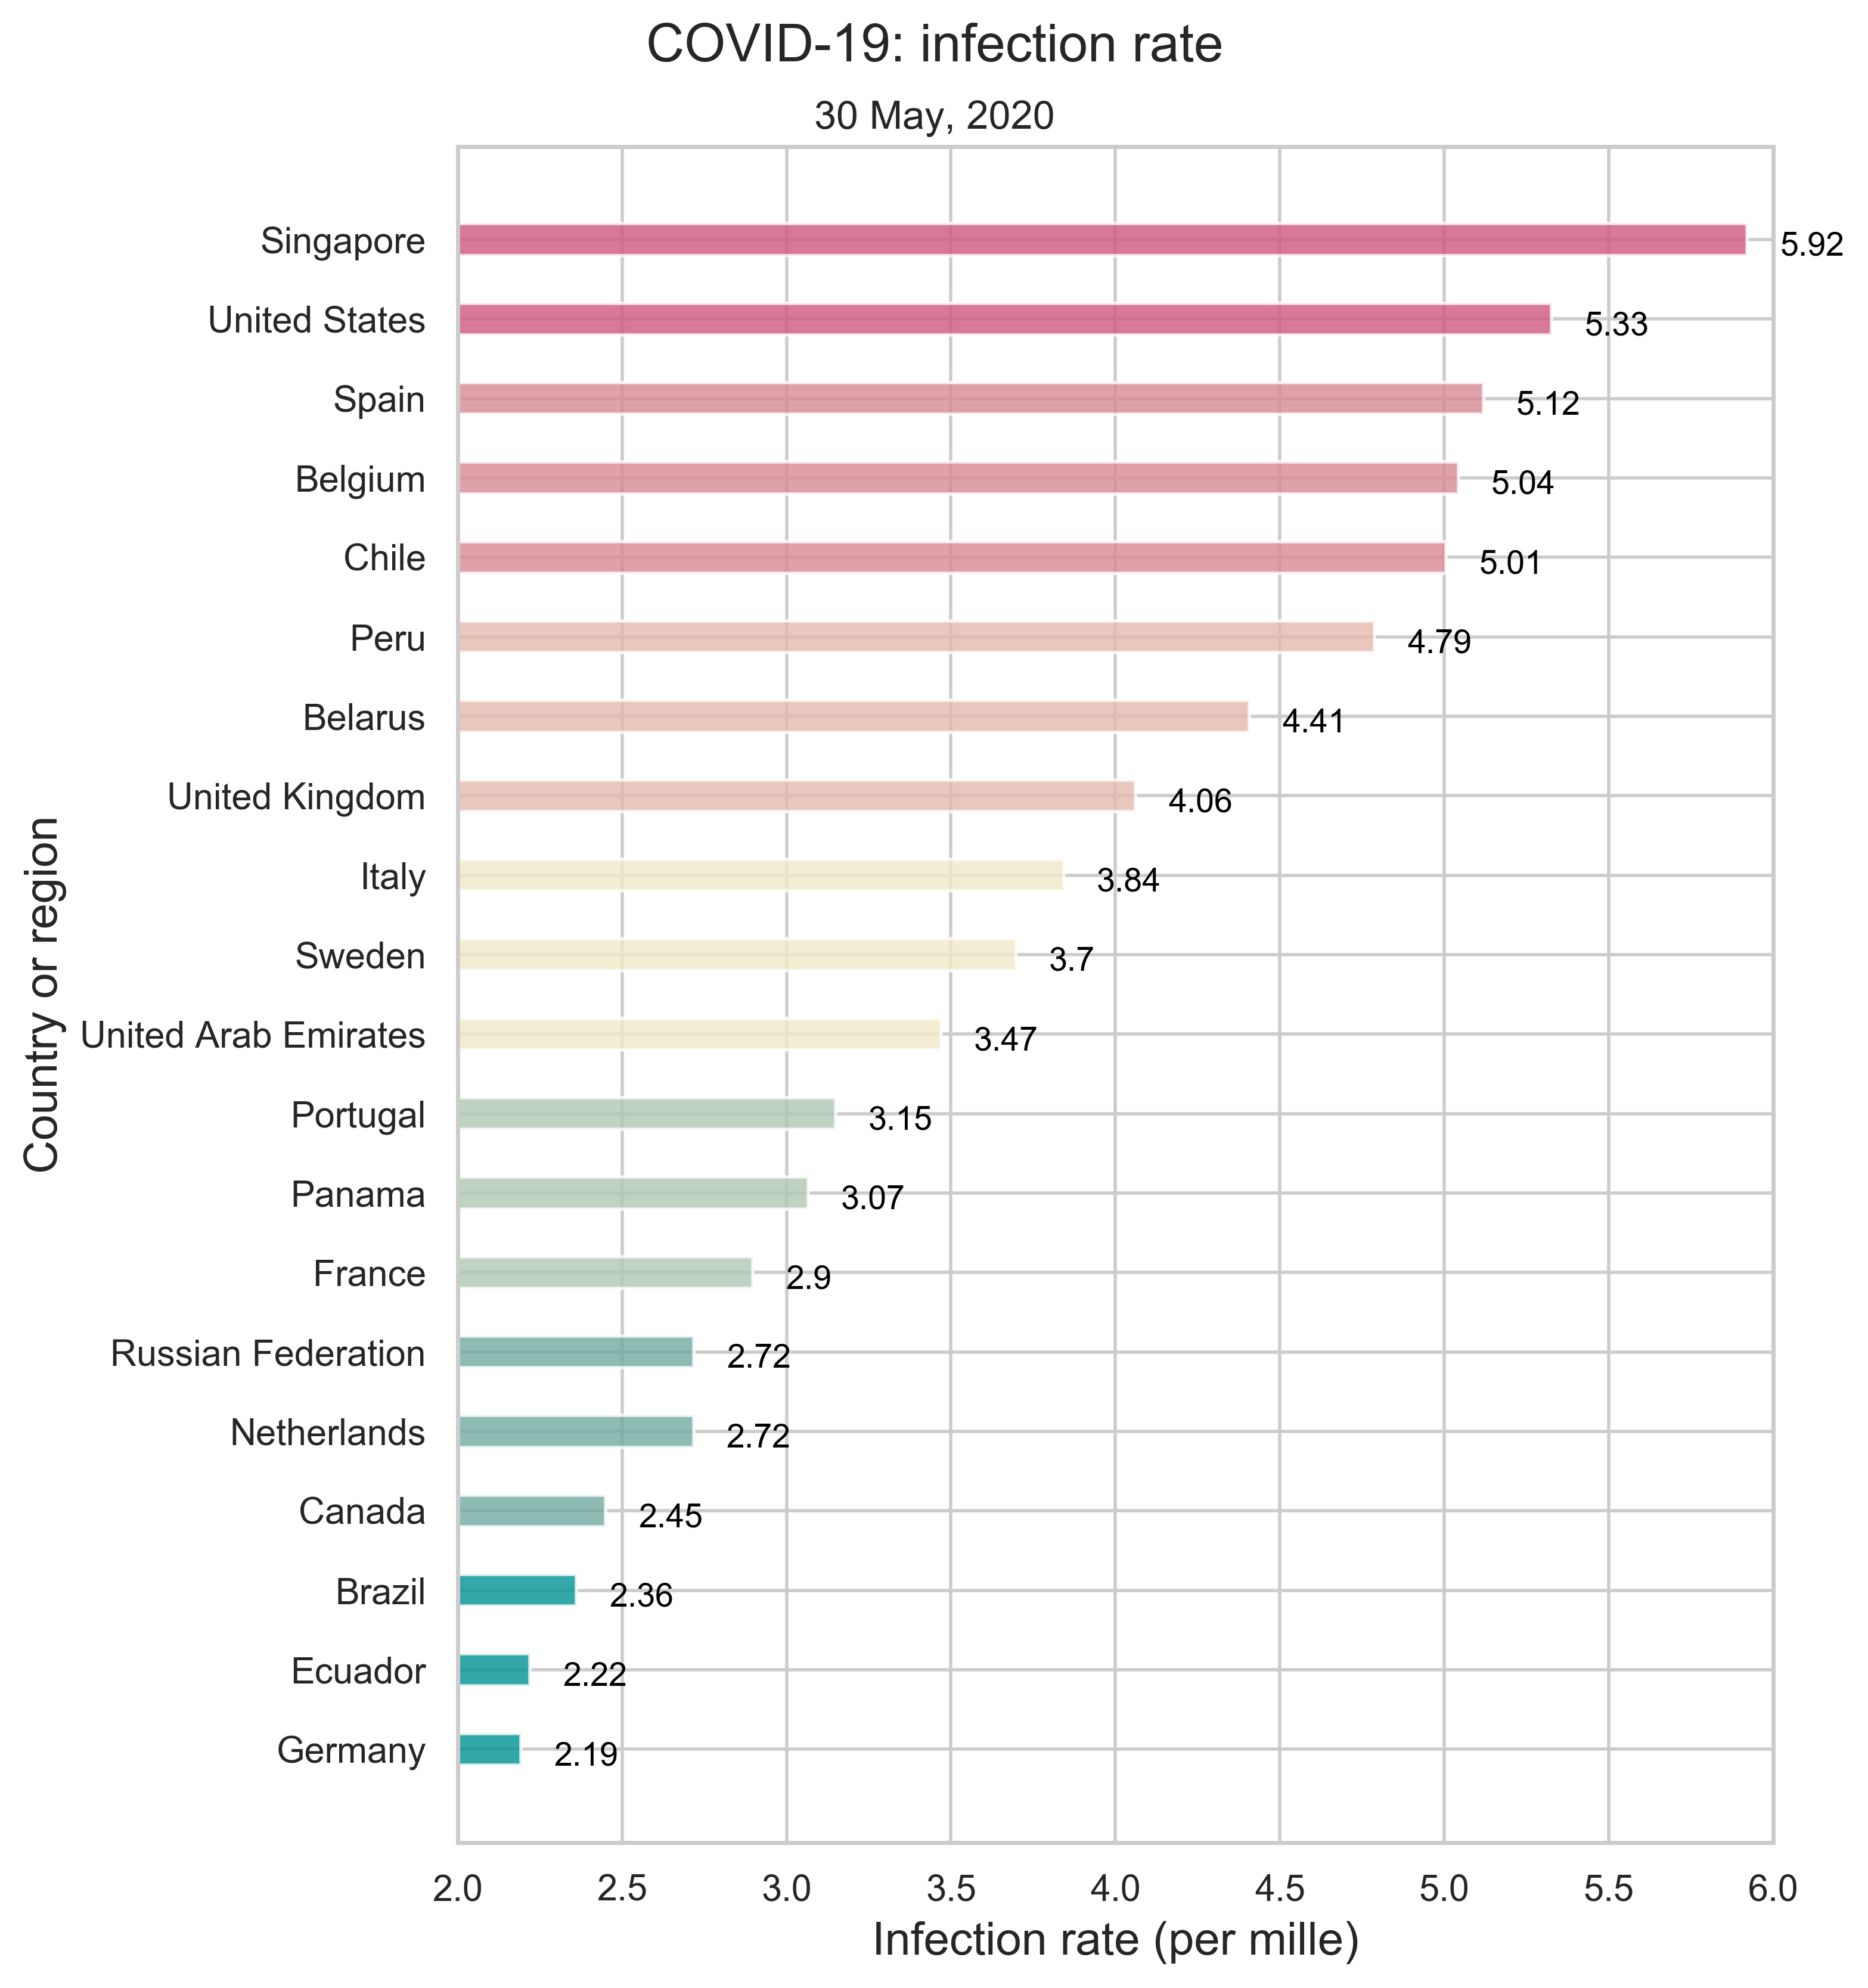 COVID-19: infection rate
30 May, 2020
Singapore 5.92
United States 5.33
Spain 5.12
Belgium 5.04
Chile 5.01
Peru 4.79
Belarus 4.41
United Kingdom 4.06
Italy 3.84
Sweden 3.7
United Arab Emirates 3.47
Portugal 3.15
Panama 3.07
France 2.9
Russian Federation 2.72
Netherlands 2.72
Canada 2.45
Brazil 2.36
Ecuador 2.22
Germany 2.19
Country or region
2.0 2.5 3.0 3.5 4.0 4.5 5.0 5.5 6.0
Infection rate (per mille)